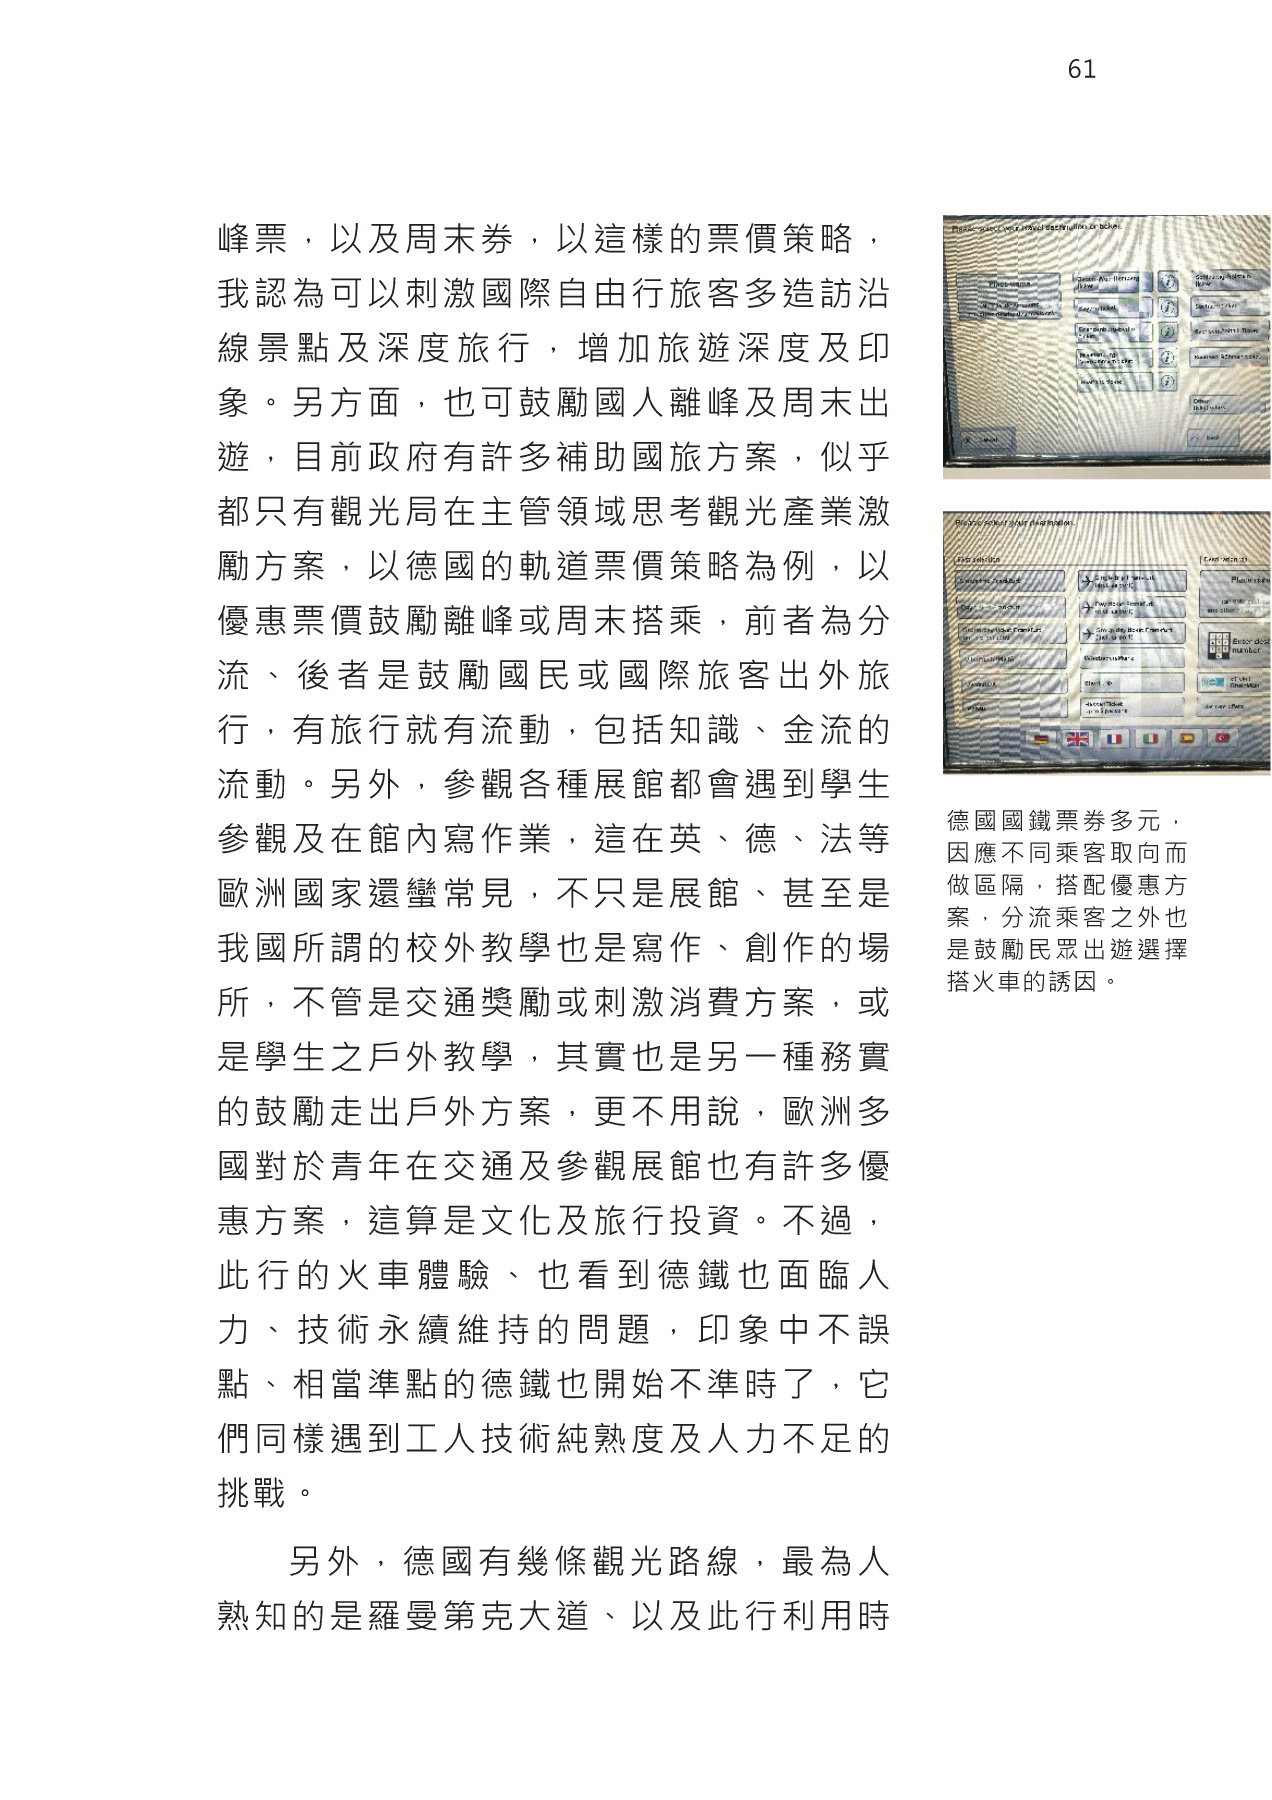 61
峰票，以及周末券，以這樣的票價策略，
我認為可以刺激國際自由行旅客多造訪沿
線景點及深度旅行，增加旅遊深度及印
象。另方面，也可鼓勵國人離峰及周末出
遊，目前政府有許多補助國旅方案，似乎
都只有觀光局在主管領域思考觀光產業激
勵方案，以德國的軌道票價策略為例，以
優惠票價鼓勵離峰或周末搭乘，前者為分
流、後者是鼓勵國民或國際旅客出外旅
行，有旅行就有流動，包括知識、金流的
流動。另外，參觀各種展館都會遇到學生
參觀及在館內寫作業，這在英、德、法等
歐洲國家還蠻常見，不只是展館、甚至是
我國所謂的校外教學也是寫作、創作的場
所，不管是交通獎勵或刺激消費方案，或
是學生之戶外教學，其實也是另一種務實
的鼓勵走出戶外方案，更不用說，歐洲多
國對於青年在交通及參觀展館也有許多優
惠方案，這算是文化及旅行投資。不過，
此行的火車體驗、也看到德鐵也面臨人
力、技術永續維持的問題，印象中不誤
點、相當準點的德鐵也開始不準時了，它
們同樣遇到工人技術純熟度及人力不足的
挑戰。
另外，德國有幾條觀光路線，最為人
熟知的是羅曼第克大道、以及此行利用時
Please select your travel destination or ticket.
Other
Back
Please select your destination.
Enter dest
number
德國國鐵票券多元，
因應不同乘客取向而
做區隔，搭配優惠方
案，分流乘客之外也
是鼓勵民眾出遊選擇
搭火車的誘因。